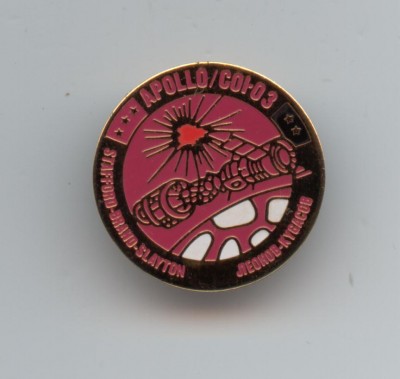 APOLLO/СОЮЗ
STAFFORD-BRAND-SLAYTON
ЛЕОНОВ-КУБАСОВ